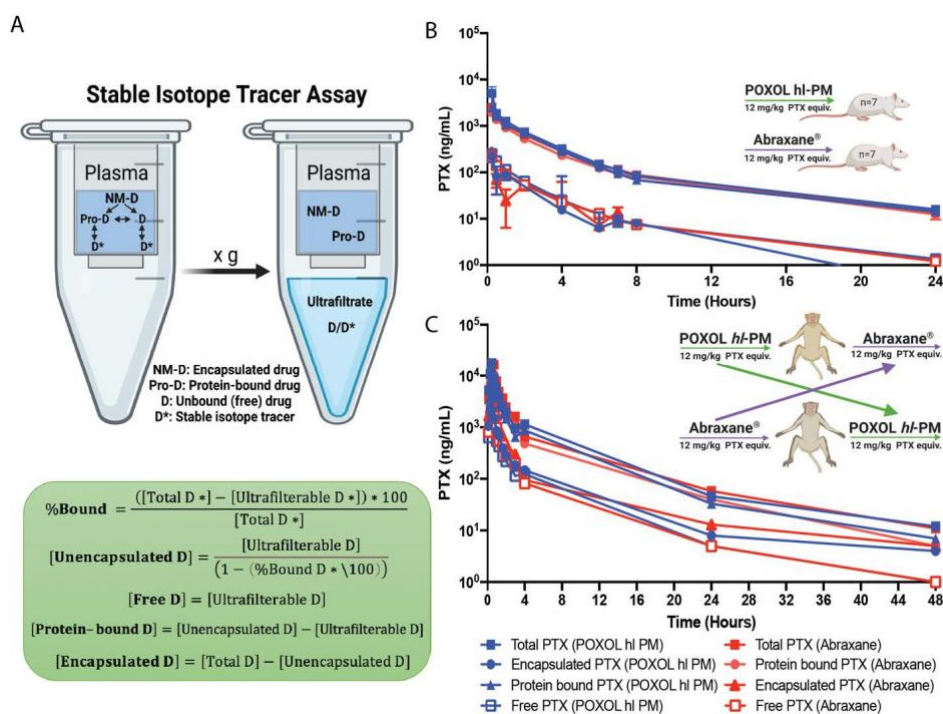 A
Stable Isotope Tracer Assay
Plasma
NM-D
Pro-D
D
D*
D*
x g
Plasma
NM-D
Pro-D
Ultrafiltrate
D/D*
NM-D: Encapsulated drug
Pro-D: Protein-bound drug
D: Unbound (free) drug
D*: Stable isotope tracer
%Bound = ([Total D *] − [Ultrafilterable D *]) * 100 / [Total D *]
[Unencapsulated D] = [Ultrafilterable D] / (1 − (%Bound D * \100))
[Free D] = [Ultrafilterable D]
[Protein–bound D] = [Unencapsulated D] − [Ultrafilterable D]
[Encapsulated D] = [Total D] − [Unencapsulated D]
B
PTX (ng/mL)
10⁵
10⁴
10³
10²
10¹
10⁰
0 4 8 12 16 20 24
Time (Hours)
POXOL hl-PM
12 mg/kg PTX equiv.
n=7
Abraxane®
12 mg/kg PTX equiv.
n=7
C
PTX (ng/mL)
10⁵
10⁴
10³
10²
10¹
10⁰
0 4 8 12 16 20 24 28 32 36 40 44 48
Time (Hours)
POXOL hl-PM
12 mg/kg PTX equiv.
Abraxane®
12 mg/kg PTX equiv.
Abraxane®
12 mg/kg PTX equiv.
POXOL hl-PM
12 mg/kg PTX equiv.
Total PTX (POXOL hl PM)
Encapsulated PTX (POXOL hl PM)
Protein bound PTX (POXOL hl PM)
Free PTX (POXOL hl PM)
Total PTX (Abraxane)
Protein bound PTX (Abraxane)
Encapsulated PTX (Abraxane)
Free PTX (Abraxane)